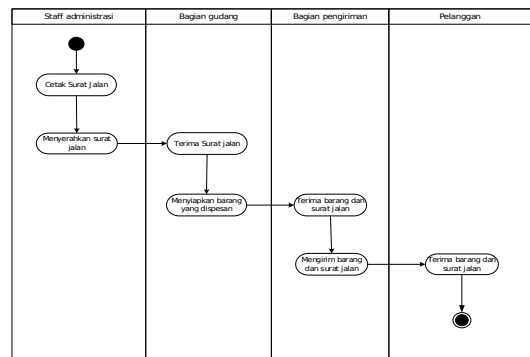 Staff administrasi
Bagian gudang
Bagian pengiriman
Pelanggan
Cetak Surat Jalan
Menyerahkan surat
jalan
Terima Surat jalan
Menyiapkan barang
yang dispesan
Terima barang dan
surat jalan
Mengirim barang
dan surat jalan
Terima barang dan
surat jalan